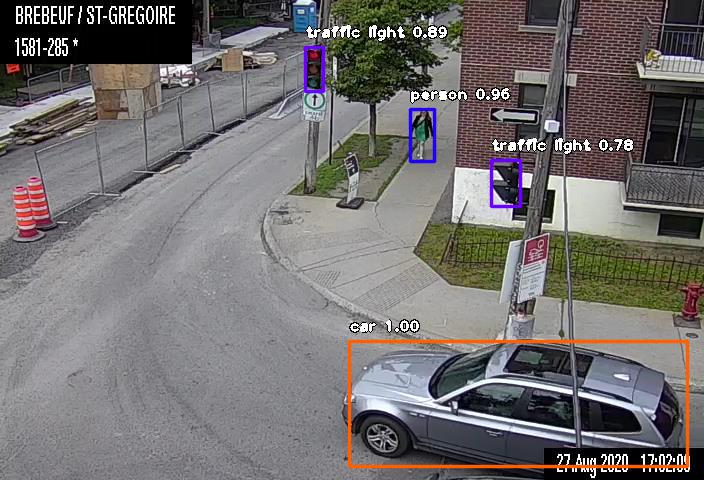 BREBEUF / ST-GREGOIRE
1581-285 *
traffic light 0.89
person 0.96
traffic light 0.78
car 1.00
27 Aug 2020 17:02:09